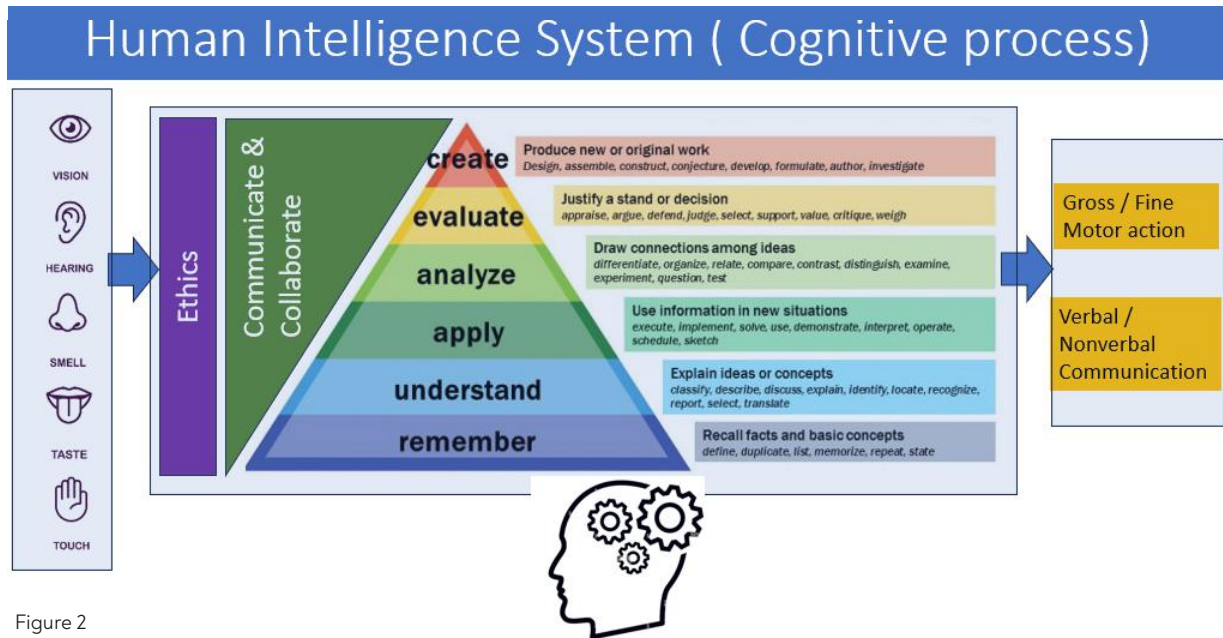 Human Intelligence System ( Cognitive process)
VISION
HEARING
SMELL
TASTE
TOUCH
Ethics
Communicate &
Collaborate
create
Produce new or original work
Design, assemble, construct, conjecture, develop, formulate, author, investigate
evaluate
Justify a stand or decision
appraise, argue, defend, judge, select, support, value, critique, weigh
analyze
Draw connections among ideas
differentiate, organize, relate, compare, contrast, distinguish, examine,
experiment, question, test
apply
Use information in new situations
execute, implement, solve, use, demonstrate, interpret, operate,
schedule, sketch
understand
Explain ideas or concepts
classify, describe, discuss, explain, identify, locate, recognize,
report, select, translate
remember
Recall facts and basic concepts
define, duplicate, list, memorize, repeat, state
Gross / Fine
Motor action
Verbal /
Nonverbal
Communication
Figure 2